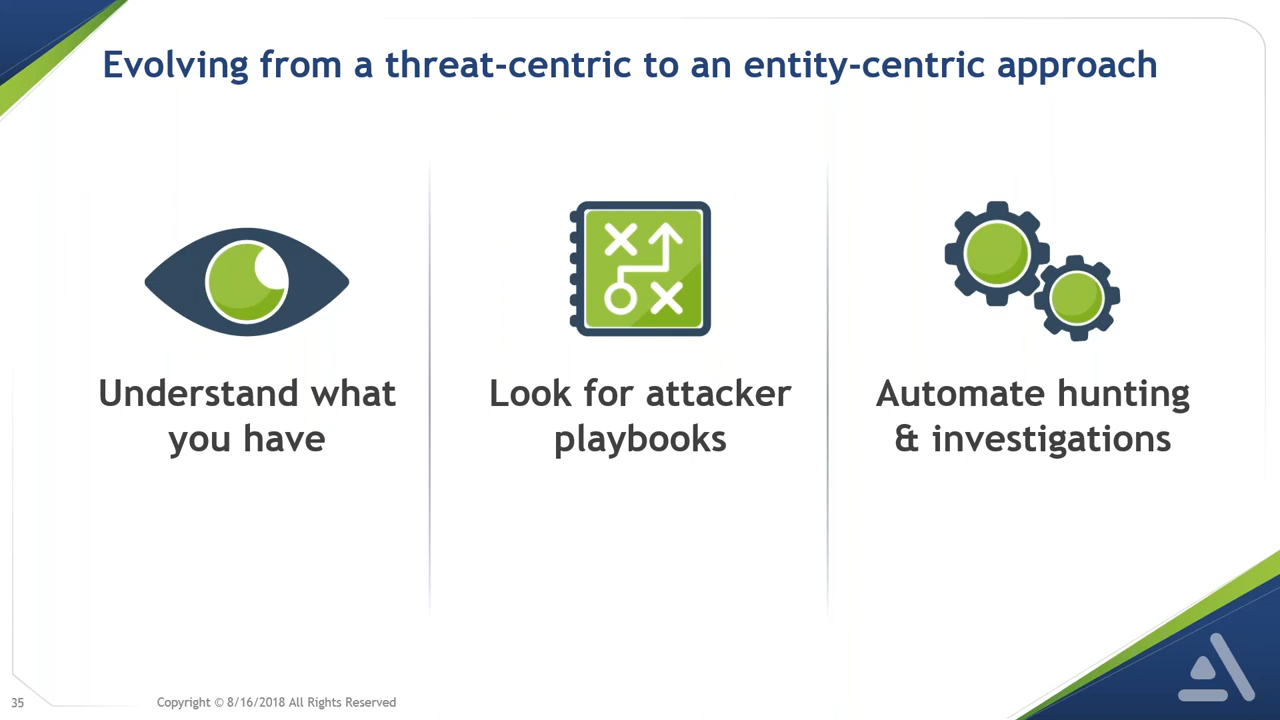 Evolving from a threat-centric to an entity-centric approach
Understand what
you have
Look for attacker
playbooks
Automate hunting
& investigations
35
Copyright © 8/16/2018 All Rights Reserved